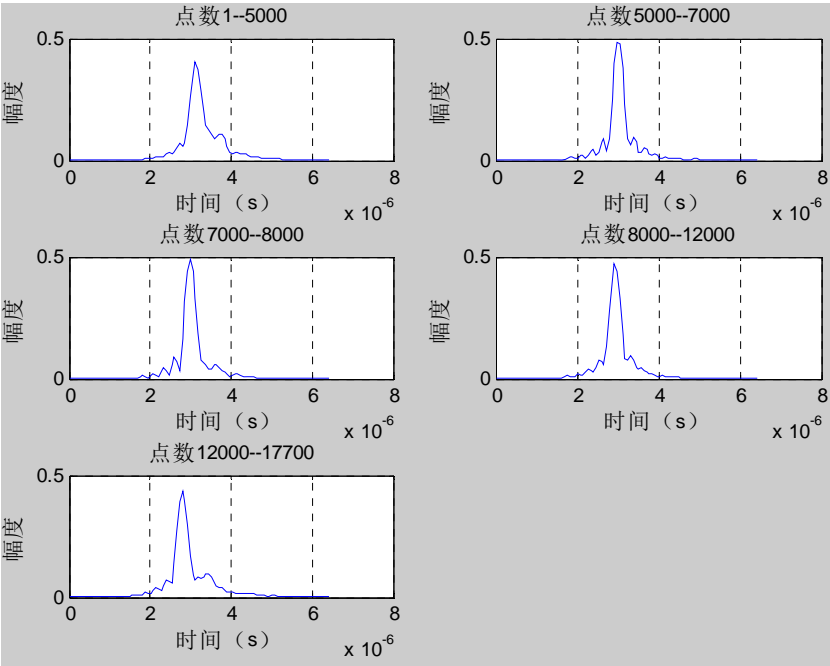 点数1--5000
0.5
幅度
0
0 2 4 6 8
时间（s）
x 10-6
点数5000--7000
0.5
幅度
0
0 2 4 6 8
时间（s）
x 10-6
点数7000--8000
0.5
幅度
0
0 2 4 6 8
时间（s）
x 10-6
点数8000--12000
0.5
幅度
0
0 2 4 6 8
时间（s）
x 10-6
点数12000--17700
0.5
幅度
0
0 2 4 6 8
时间（s）
x 10-6